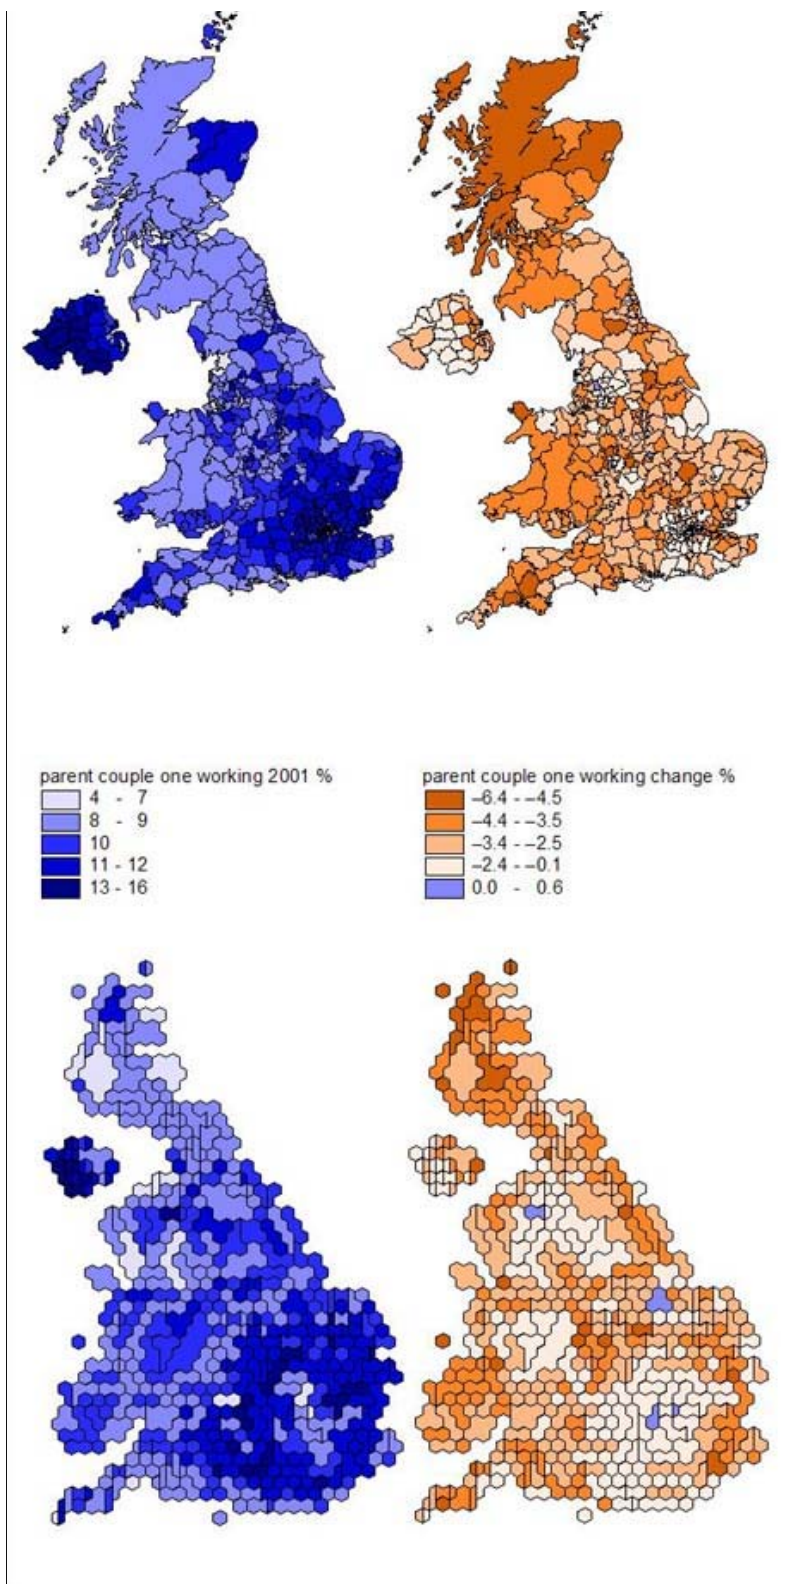 parent couple one working 2001 %
4 - 7
8 - 9
10
11 - 12
13 - 16
parent couple one working change %
–6.4 - –4.5
–4.4 - –3.5
–3.4 - –2.5
–2.4 - –0.1
0.0 - 0.6